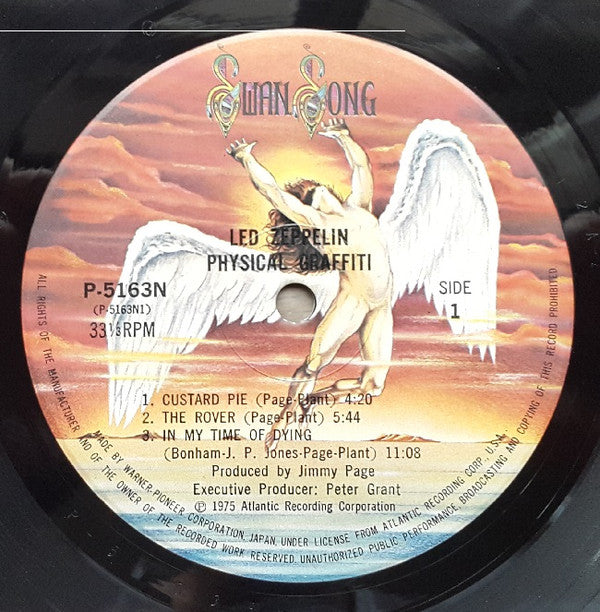 SWAN SONG
LED ZEPPELIN
PHYSICAL GRAFFITI
P-5163N
(P-5163N1)
33⅓RPM
SIDE
1
1. CUSTARD PIE (Page-Plant) 4:20
2. THE ROVER (Page-Plant) 5:44
3. IN MY TIME OF DYING
(Bonham-J. P. Jones-Page-Plant) 11:08
Produced by Jimmy Page
Executive Producer: Peter Grant
Ⓟ 1975 Atlantic Recording Corporation
MADE BY WARNER-PIONEER CORPORATION, JAPAN, UNDER LICENSE FROM ATLANTIC RECORDING CORP., U.S.A.
ALL RIGHTS OF THE MANUFACTURER AND OF THE OWNER OF THE RECORDED WORK RESERVED. UNAUTHORIZED PUBLIC PERFORMANCE, BROADCASTING AND COPYING OF THIS RECORD PROHIBITED